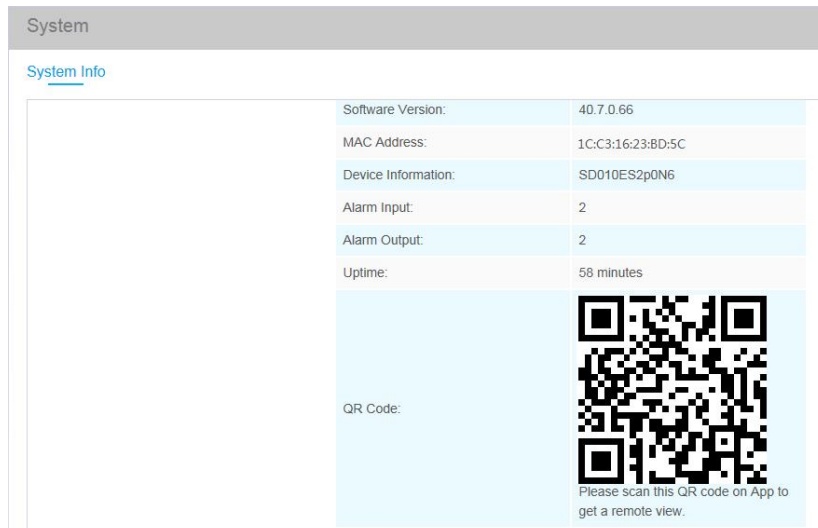 System
System Info
Software Version: 40.7.0.66
MAC Address: 1C:C3:16:23:BD:5C
Device Information: SD010ES2p0N6
Alarm Input: 2
Alarm Output: 2
Uptime: 58 minutes
QR Code:
Please scan this QR code on App to
get a remote view.